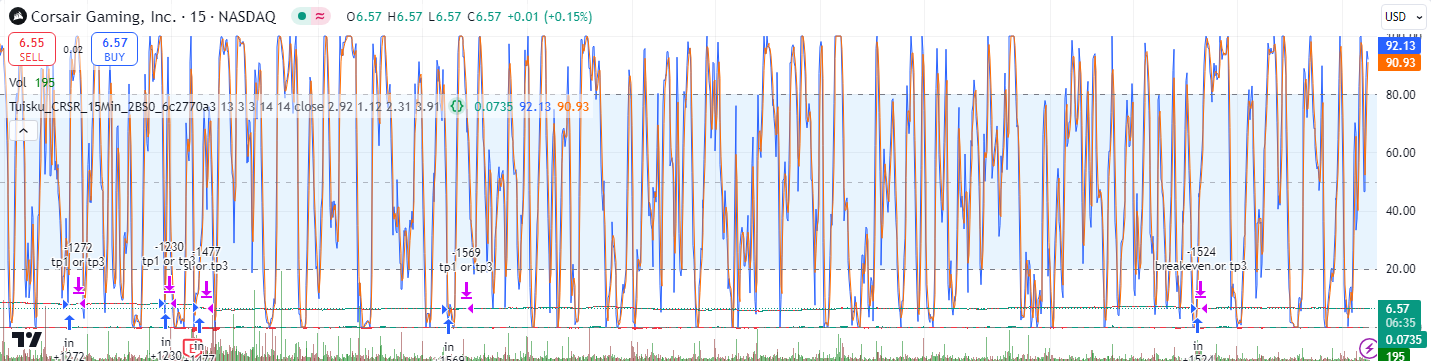 Corsair Gaming, Inc. · 15 · NASDAQ
O6.57 H6.57 L6.57 C6.57 +0.01 (+0.15%)
USD
6.55
SELL
0.02
6.57
BUY
Vol 195
Tuisku_CRSR_15Min_2BS0_6c2770a3 13 3 3 14 14 close 2.92 1.12 2.31 3.91 {} 0.0735 92.13 90.93
92.13
90.93
80.00
60.00
40.00
20.00
6.57
06:35
0.0735
195
-1272
tp1 or tp3
-1230
tp1 or tp3
-1477
sl or tp3
-1569
tp1 or tp3
-1524
breakeven or tp3
in
+1272
in
+1230
in
in
in
+1524